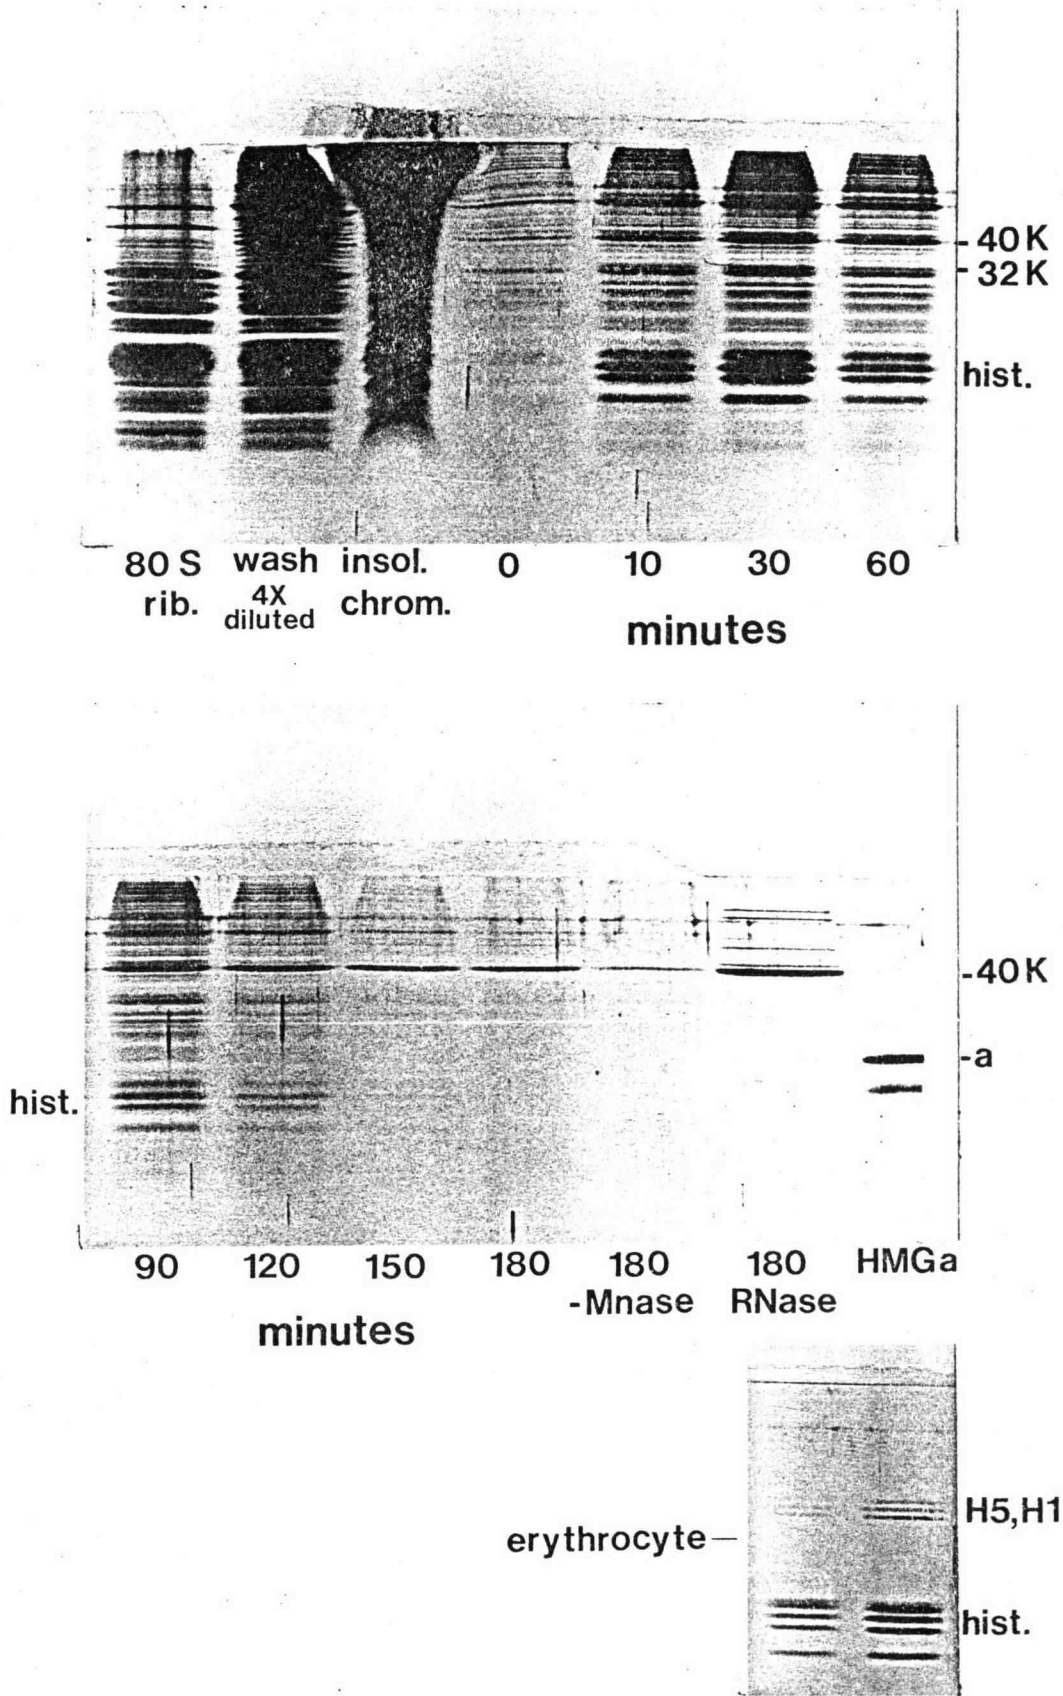 -40K
-32K
hist.
80 S wash insol. 0 10 30 60
rib. 4X chrom.
diluted
minutes
-40K
-a
hist.
90 120 150 180 180 180 HMGa
-Mnase RNase
minutes
H5,H1
erythrocyte—
hist.